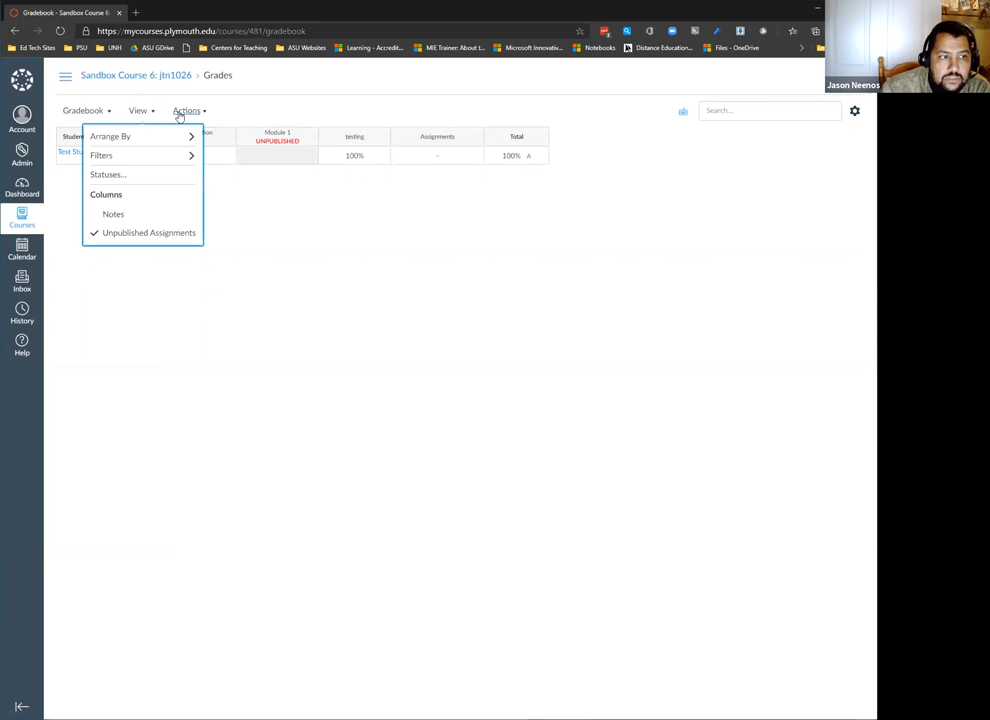 Gradebook - Sandbox Course 6:
https://mycourses.plymouth.edu/courses/481/gradebook
Ed Tech Sites PSU UNH ASU GDrive Centers for Teaching ASU Websites Learning - Accredit... MIE Trainer: About t... Microsoft Innovativ... Notebooks Distance Education... Files - OneDrive
Jason Neenos
Sandbox Course 6: jtn1026 › Grades
Gradebook View Actions
Search...
Account
Admin
Dashboard
Courses
Calendar
Inbox
History
Help
Module 1
UNPUBLISHED
testing
Assignments
Total
Test Stu
100%
-
100% A
Arrange By
Filters
Statuses...
Columns
Notes
Unpublished Assignments